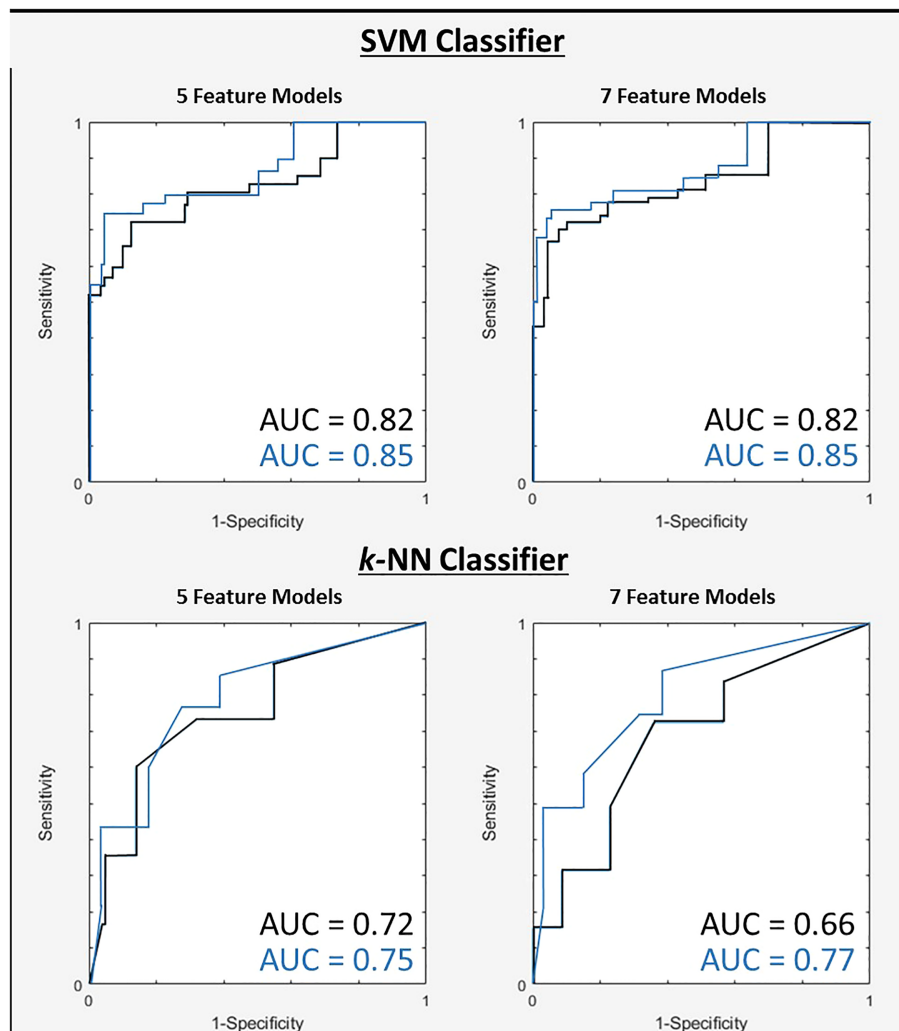 SVM Classifier
5 Feature Models
7 Feature Models
1
Sensitivity
AUC = 0.82
AUC = 0.85
0
0
1
1-Specificity
1
Sensitivity
AUC = 0.82
AUC = 0.85
0
0
1
1-Specificity
k-NN Classifier
5 Feature Models
7 Feature Models
1
Sensitivity
AUC = 0.72
AUC = 0.75
0
0
1
1-Specificity
1
Sensitivity
AUC = 0.66
AUC = 0.77
0
0
1
1-Specificity